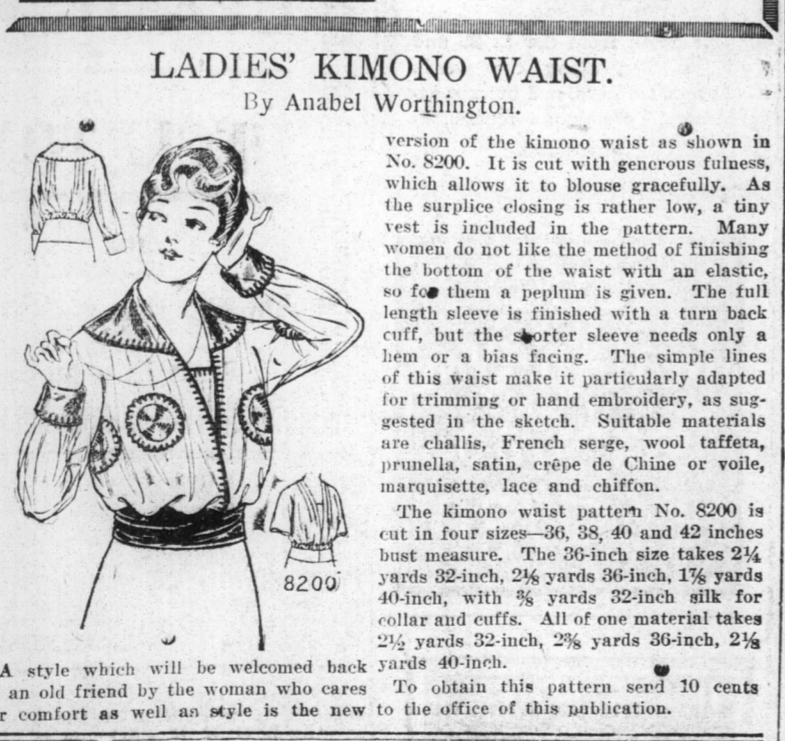 LADIES' KIMONO WAIST.
By Anabel Worthington.
8200
A style which will be welcomed back
an old friend by the woman who cares
r comfort as well as style is the new
version of the kimono waist as shown in
No. 8200. It is cut with generous fulness,
which allows it to blouse gracefully. As
the surplice closing is rather low, a tiny
vest is included in the pattern. Many
women do not like the method of finishing
the bottom of the waist with an elastic,
so for them a peplum is given. The full
length sleeve is finished with a turn back
cuff, but the shorter sleeve needs only a
hem or a bias facing. The simple lines
of this waist make it particularly adapted
for trimming or hand embroidery, as sug-
gested in the sketch. Suitable materials
are challis, French serge, wool taffeta,
prunella, satin, crêpe de Chine or voile,
marquisette, lace and chiffon.
The kimono waist pattern No. 8200 is
cut in four sizes—36, 38, 40 and 42 inches
bust measure. The 36-inch size takes 2¼
yards 32-inch, 2⅛ yards 36-inch, 1⅞ yards
40-inch, with ⅜ yards 32-inch silk for
collar and cuffs. All of one material takes
2½ yards 32-inch, 2⅜ yards 36-inch, 2⅛
yards 40-inch.
To obtain this pattern send 10 cents
to the office of this publication.